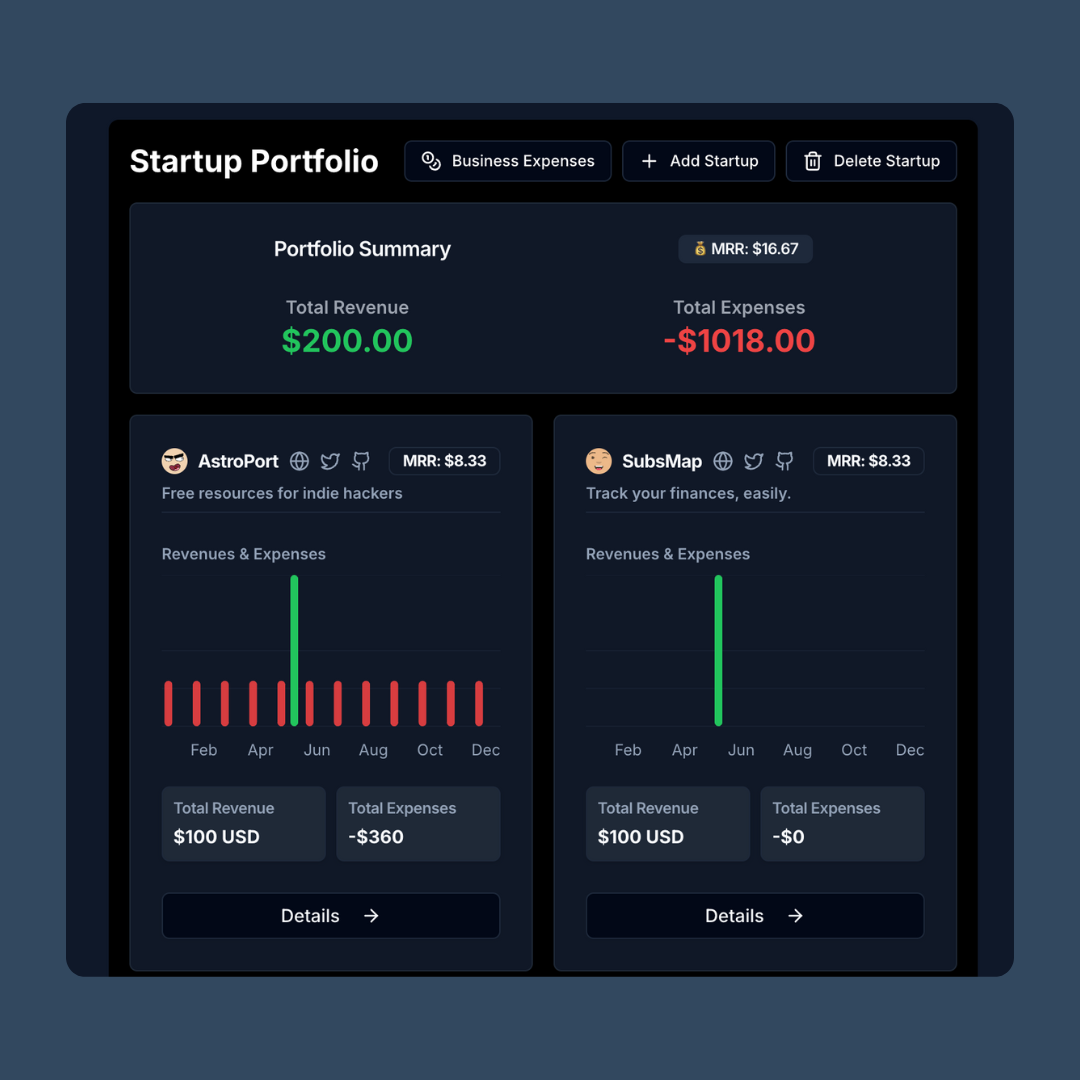 Startup Portfolio
Business Expenses
Add Startup
Delete Startup
Portfolio Summary
MRR: $16.67
Total Revenue
$200.00
Total Expenses
-$1018.00
AstroPort
MRR: $8.33
Free resources for indie hackers
Revenues & Expenses
Feb Apr Jun Aug Oct Dec
Total Revenue
$100 USD
Total Expenses
-$360
Details
SubsMap
MRR: $8.33
Track your finances, easily.
Revenues & Expenses
Feb Apr Jun Aug Oct Dec
Total Revenue
$100 USD
Total Expenses
-$0
Details